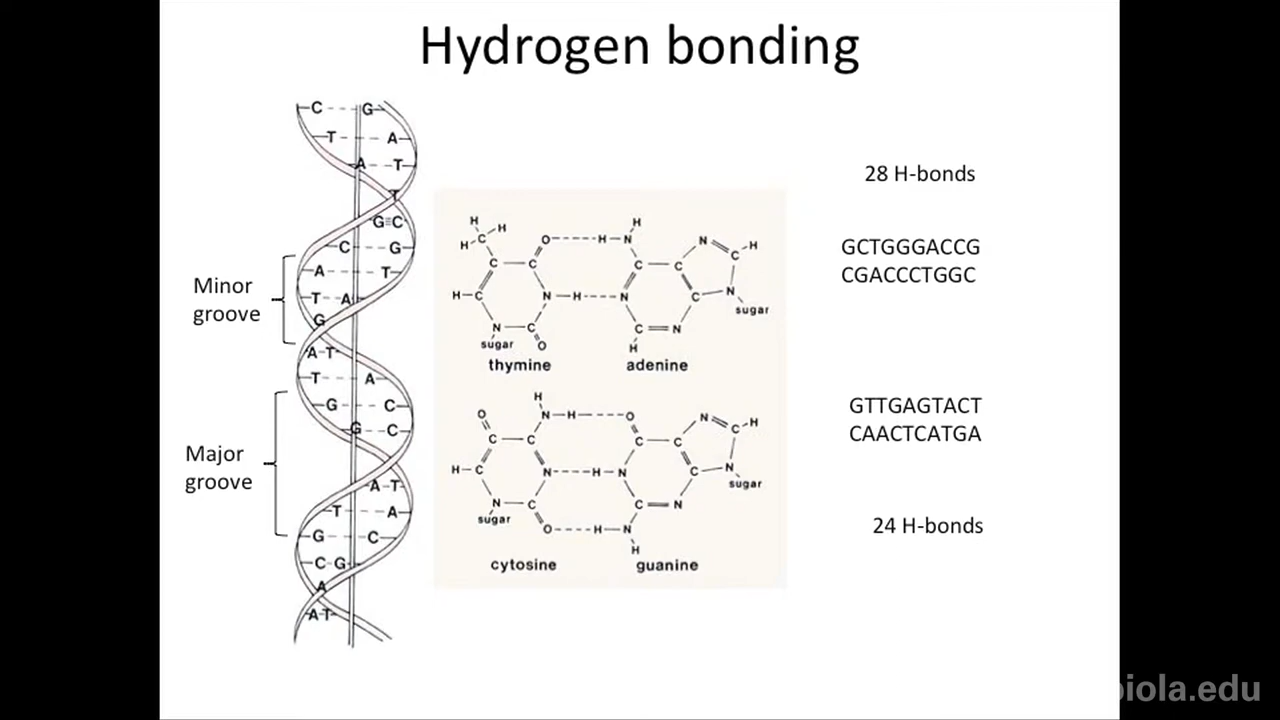 Hydrogen bonding
C G
T A
A T
T
G≡C
C G
A T
T A
G
A-T
T A
G C
G C
A-T
T A
G C
C G
A
A T
Minor
groove
Major
groove
H
H H
H-C O H-N
C C
H-C N-H N
N C
sugar O
thymine
H
N C H
C C
C N
C N sugar
H
adenine
H
O N-H O
C C
H-C N H-N
N C
sugar O H-N
cytosine
N C H
C C
C N
C N sugar
H
guanine
28 H-bonds
GCTGGGACCG
CGACCCTGGC
GTTGAGTACT
CAACTCATGA
24 H-bonds
biola.edu